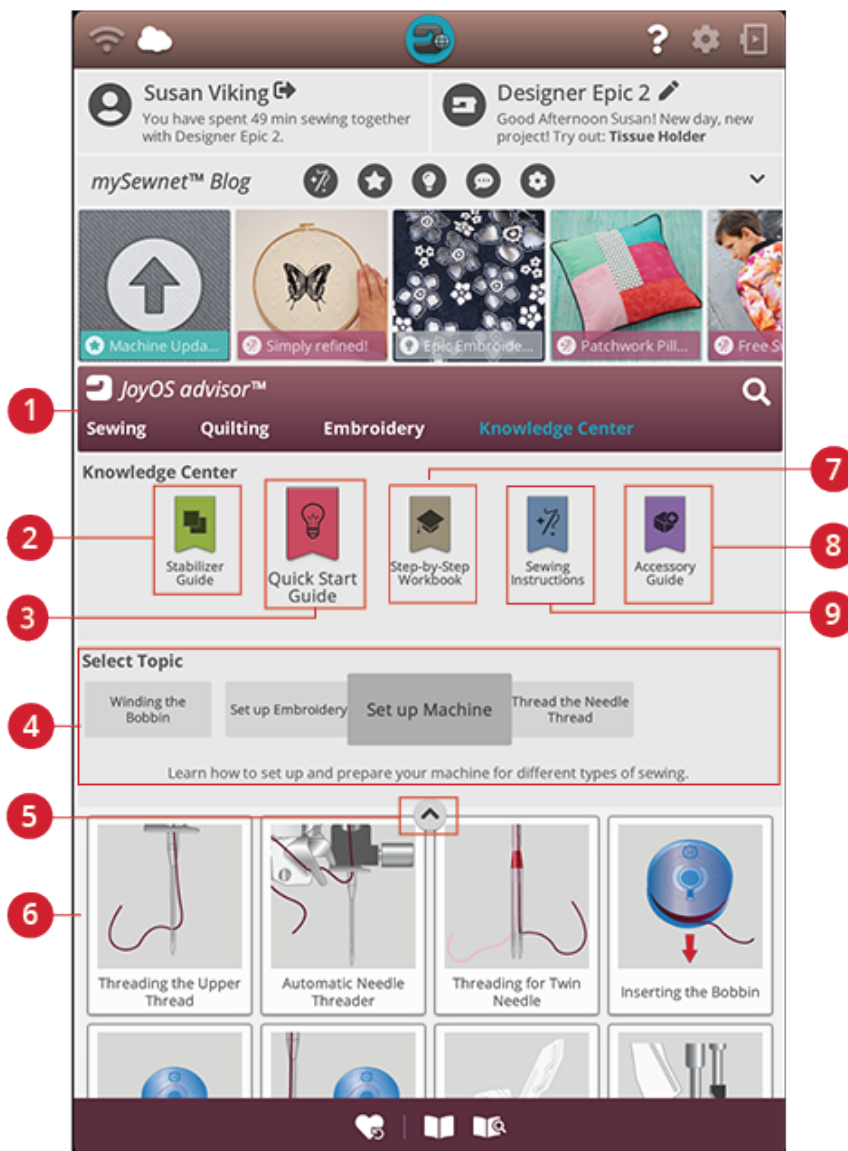 Susan Viking
You have spent 49 min sewing together
with Designer Epic 2.
Designer Epic 2
Good Afternoon Susan! New day, new
project! Try out: Tissue Holder
mySewnet™ Blog
Machine Upda...
Simply refined!
Epic Embroide...
Patchwork Pill...
Free S
1
JoyOS advisor™
Sewing
Quilting
Embroidery
Knowledge Center
Knowledge Center
7
2
Stabilizer
Guide
Quick Start
Guide
Step-by-Step
Workbook
Sewing
Instructions
Accessory
Guide
8
3
9
Select Topic
4
Winding the
Bobbin
Set up Embroidery
Set up Machine
Thread the Needle
Thread
Learn how to set up and prepare your machine for different types of sewing.
5
6
Threading the Upper
Thread
Automatic Needle
Threader
Threading for Twin
Needle
Inserting the Bobbin